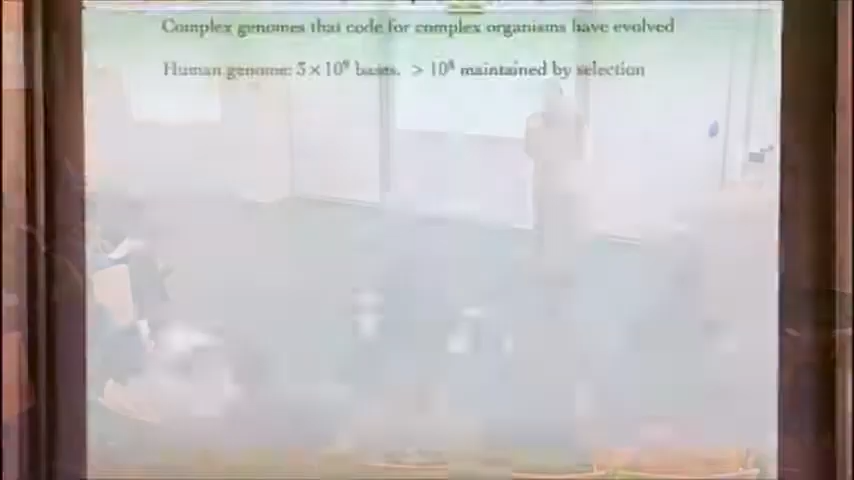 Complex genomes that code for complex organisms have evolved
Human genome: 3 × 10⁹ bases. > 10⁸ maintained by selection